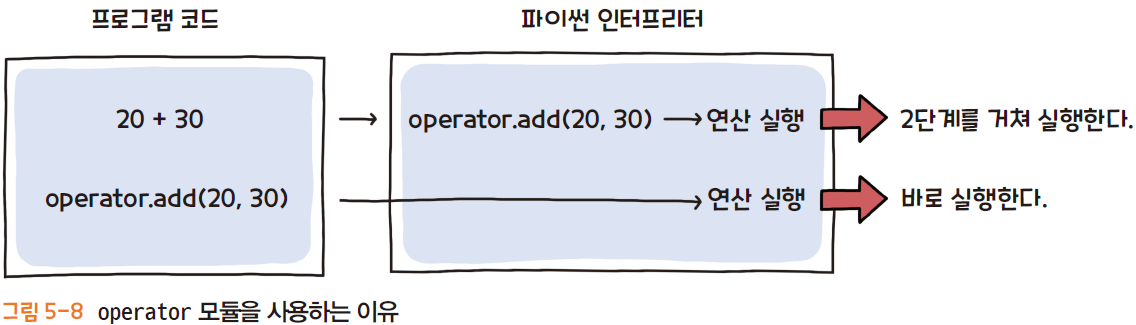 프로그램 코드
파이썬 인터프리터
20 + 30
operator.add(20, 30)
연산 실행
2단계를 거쳐 실행한다.
operator.add(20, 30)
연산 실행
바로 실행한다.
그림 5-8 operator 모듈을 사용하는 이유